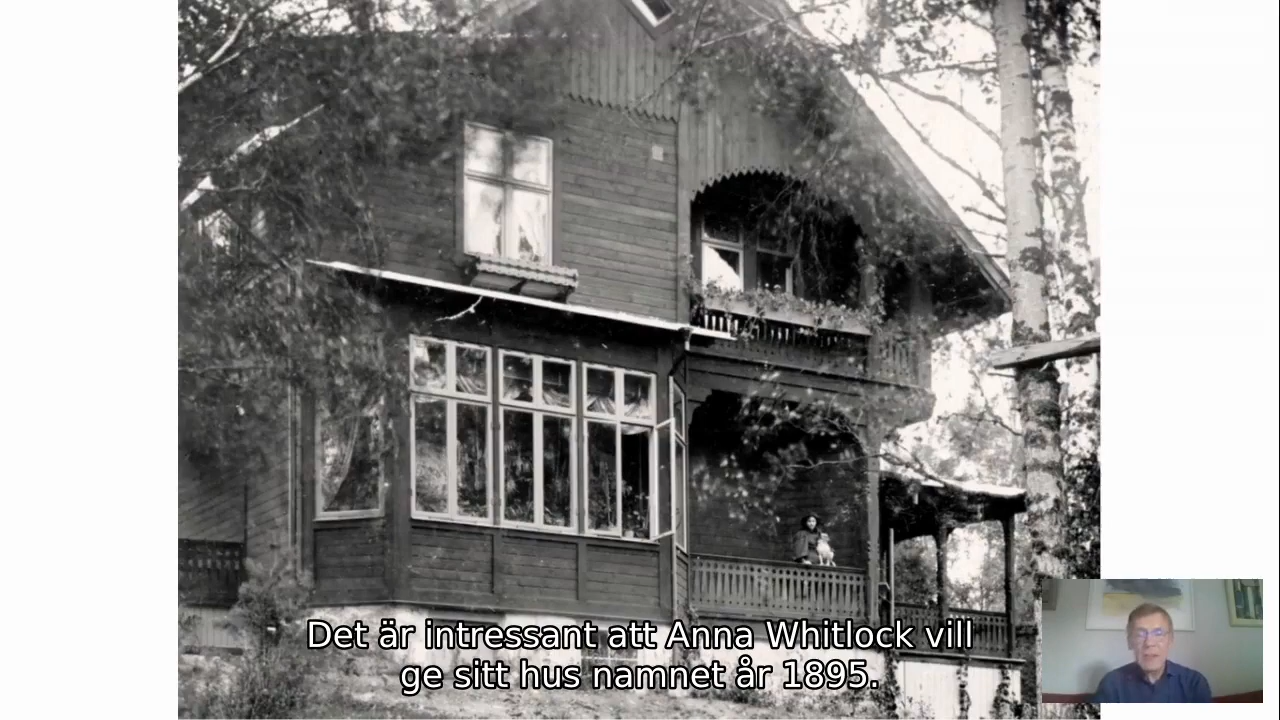 Det är intressant att Anna Whitlock vill
ge sitt hus namnet år 1895.